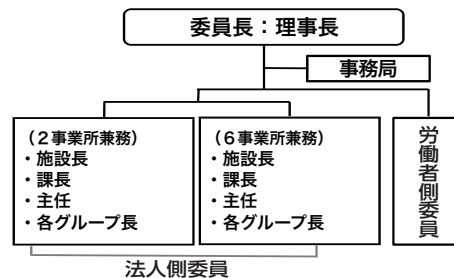 委員長：理事長
事務局
（２事業所兼務）
・施設長
・課長
・主任
・各グループ長
（６事業所兼務）
・施設長
・課長
・主任
・各グループ長
労働者側委員
法人側委員